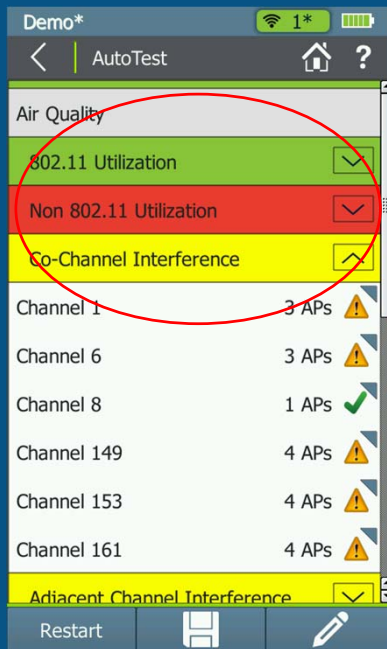 Demo* 1*
AutoTest ?
Air Quality
802.11 Utilization
Non 802.11 Utilization
Co-Channel Interference
Channel 1 3 APs
Channel 6 3 APs
Channel 8 1 APs
Channel 149 4 APs
Channel 153 4 APs
Channel 161 4 APs
Adjacent Channel Interference
Restart